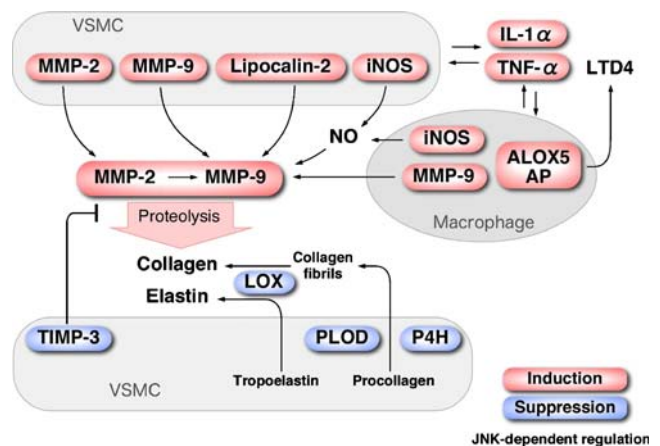 VSMC
IL-1α
MMP-2 MMP-9 Lipocalin-2 iNOS
TNF-α LTD4
NO
iNOS
ALOX5
AP
MMP-9
MMP-2 MMP-9
Macrophage
Proteolysis
Collagen
Collagen
fibrils
LOX
Elastin
TIMP-3
PLOD P4H
Tropoelastin Procollagen
VSMC
Induction
Suppression
JNK-dependent regulation